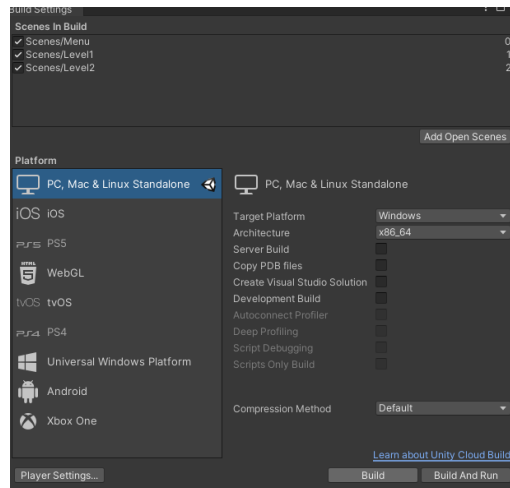 Build Settings
Scenes In Build
Scenes/Menu 0
Scenes/Level1 1
Scenes/Level2 2
Add Open Scenes
Platform
PC, Mac & Linux Standalone
iOS iOS
PS5 PS5
HTML 5 WebGL
tvOS tvOS
PS4 PS4
Universal Windows Platform
Android
Xbox One
PC, Mac & Linux Standalone
Target Platform Windows
Architecture x86_64
Server Build
Copy PDB files
Create Visual Studio Solution
Development Build
Autoconnect Profiler
Deep Profiling
Script Debugging
Scripts Only Build
Compression Method Default
Learn about Unity Cloud Build
Player Settings...
Build
Build And Run